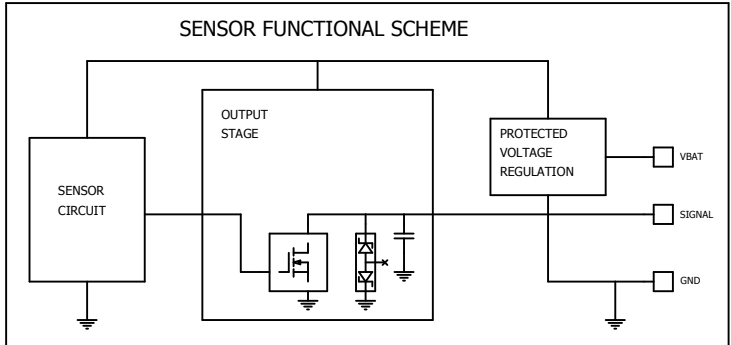 SENSOR FUNCTIONAL SCHEME
OUTPUT
STAGE
PROTECTED
VOLTAGE
REGULATION
VBAT
SENSOR
CIRCUIT
SIGNAL
GND